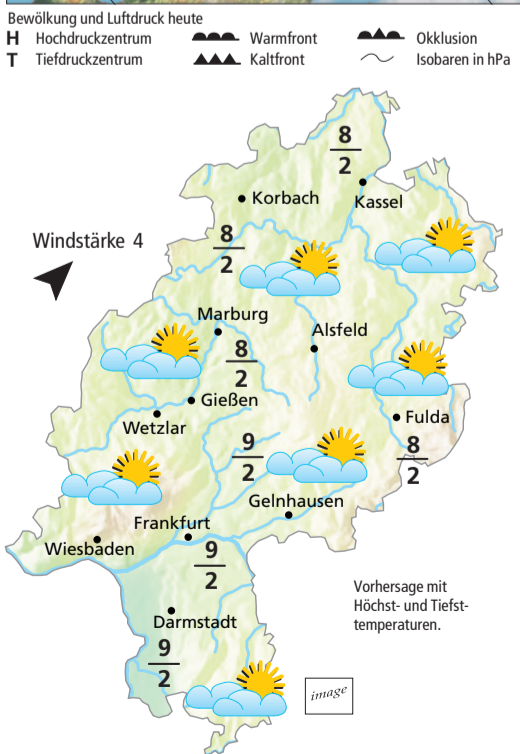 Bewölkung und Luftdruck heute
H Hochdruckzentrum Warmfront Okklusion
T Tiefdruckzentrum Kaltfront Isobaren in hPa
8
2
Korbach
Kassel
8
2
Windstärke 4
Marburg
Alsfeld
8
2
Gießen
Wetzlar
Fulda
9
2
8
2
Gelnhausen
Frankfurt
Wiesbaden
9
2
Vorhersage mit
Höchst- und Tiefst-
temperaturen.
Darmstadt
9
2
image